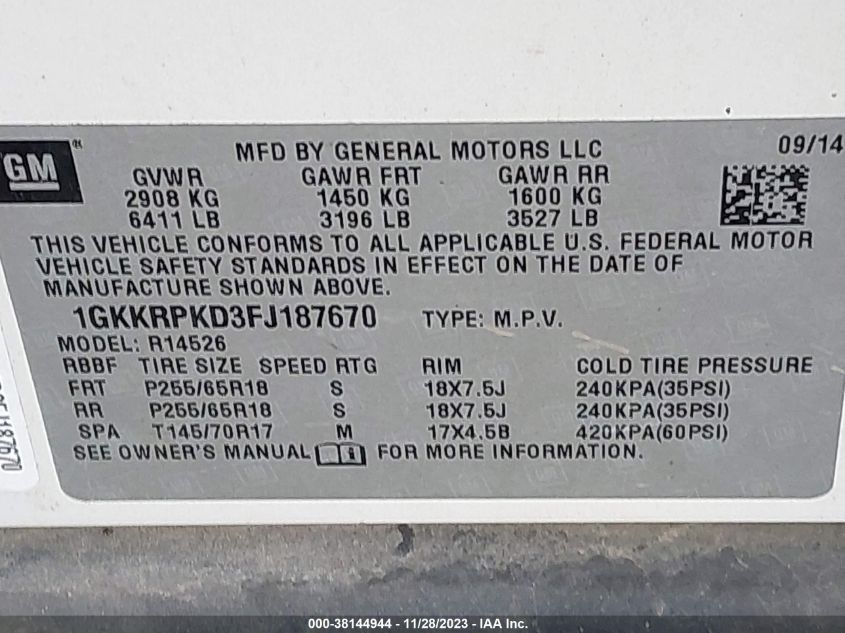 GM ®
MFD BY GENERAL MOTORS LLC 09/14
GVWR GAWR FRT GAWR RR
2908 KG 1450 KG 1600 KG
6411 LB 3196 LB 3527 LB
THIS VEHICLE CONFORMS TO ALL APPLICABLE U.S. FEDERAL MOTOR
VEHICLE SAFETY STANDARDS IN EFFECT ON THE DATE OF
MANUFACTURE SHOWN ABOVE.
1GKKRPKD3FJ187670 TYPE: M.P.V.
MODEL: R14526
RBBF TIRE SIZE SPEED RTG RIM COLD TIRE PRESSURE
FRT P255/65R18 S 18X7.5J 240KPA(35PSI)
RR P255/65R18 S 18X7.5J 240KPA(35PSI)
SPA T145/70R17 M 17X4.5B 420KPA(60PSI)
SEE OWNER'S MANUAL FOR MORE INFORMATION.
000-38144944 | 11/28/2023 - IAA Inc.